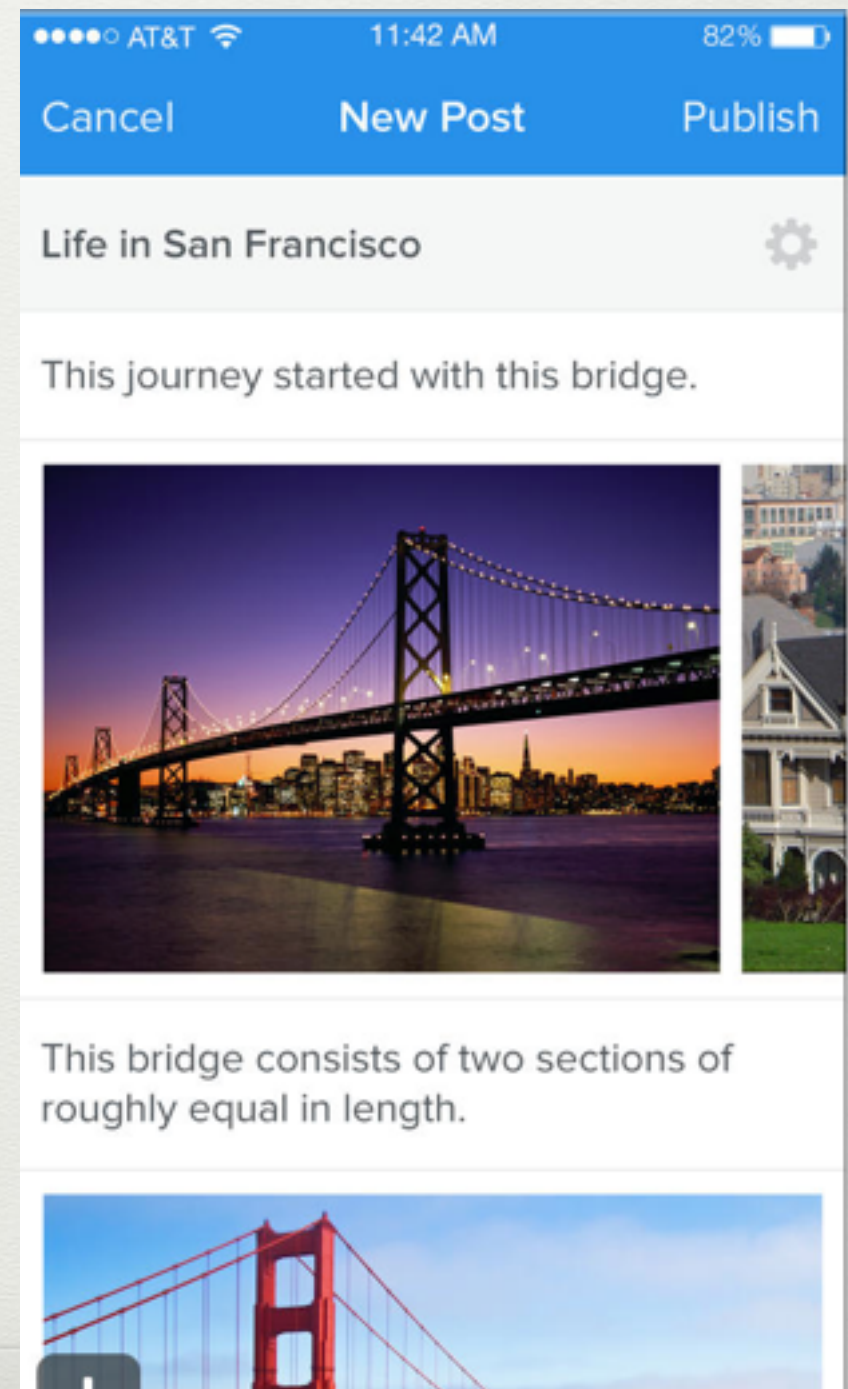 AT&T 11:42 AM 82%
Cancel New Post Publish
Life in San Francisco
This journey started with this bridge.
This bridge consists of two sections of
roughly equal in length.